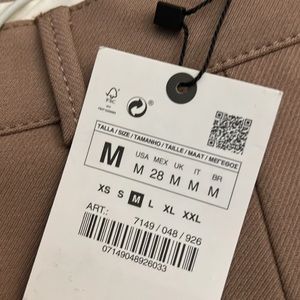 FSC
TALLA / SIZE / TAMANHO / TAILLE / MAAT / ΜΕΓΕΘΟΣ
M
USA MEX UK IT BR
M 28 M M M
XS S M L XL XXL
ART.:
7149 / 048 / 926
07149048926033